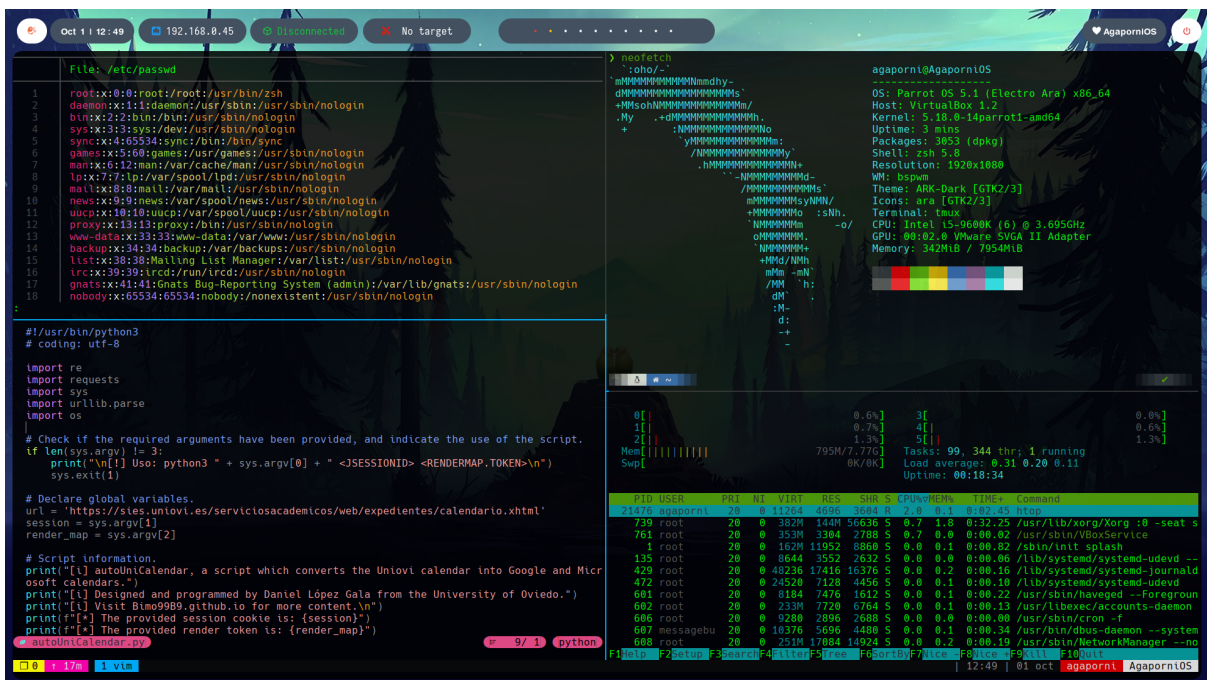 Oct 1 | 12:49
192.168.0.45
Disconnected
No target
AgaporniOS
File: /etc/passwd
1 root:x:0:0:root:/root:/usr/bin/zsh
2 daemon:x:1:1:daemon:/usr/sbin:/usr/sbin/nologin
3 bin:x:2:2:bin:/bin:/usr/sbin/nologin
4 sys:x:3:3:sys:/dev:/usr/sbin/nologin
5 sync:x:4:65534:sync:/bin:/bin/sync
6 games:x:5:60:games:/usr/games:/usr/sbin/nologin
7 man:x:6:12:man:/var/cache/man:/usr/sbin/nologin
8 lp:x:7:7:lp:/var/spool/lpd:/usr/sbin/nologin
9 mail:x:8:8:mail:/var/mail:/usr/sbin/nologin
10 news:x:9:9:news:/var/spool/news:/usr/sbin/nologin
11 uucp:x:10:10:uucp:/var/spool/uucp:/usr/sbin/nologin
12 proxy:x:13:13:proxy:/bin:/usr/sbin/nologin
13 www-data:x:33:33:www-data:/var/www:/usr/sbin/nologin
14 backup:x:34:34:backup:/var/backups:/usr/sbin/nologin
15 list:x:38:38:Mailing List Manager:/var/list:/usr/sbin/nologin
16 irc:x:39:39:ircd:/run/ircd:/usr/sbin/nologin
17 gnats:x:41:41:Gnats Bug-Reporting System (admin):/var/lib/gnats:/usr/sbin/nologin
18 nobody:x:65534:65534:nobody:/nonexistent:/usr/sbin/nologin
:
#!/usr/bin/python3
# coding: utf-8
import re
import requests
import sys
import urllib.parse
import os
# Check if the required arguments have been provided, and indicate the use of the script.
if len(sys.argv) != 3:
print("\n[!] Uso: python3 " + sys.argv[0] + " <JSESSIONID> <RENDERMAP.TOKEN>\n")
sys.exit(1)
# Declare global variables.
url = 'https://sies.uniovi.es/serviciosacademicos/web/expedientes/calendario.xhtml'
session = sys.argv[1]
render_map = sys.argv[2]
# Script information.
print("[i] autoUniCalendar, a script which converts the Uniovi calendar into Google and Micr
osoft calendars.")
print("[i] Designed and programmed by Daniel López Gala from the University of Oviedo.")
print("[i] Visit Bimo99B9.github.io for more content.\n")
print(f"[*] The provided session cookie is: {session}")
print(f"[*] The provided render token is: {render_map}")
autoUniCalendar.py 9/ 1 python
❯ neofetch
`:oho/-`
`mMMMMMMMMMMMNmmdhy-
dMMMMMMMMMMMMMMMMMMs`
+MMsohNMMMMMMMMMMMMMm/
.My .+dMMMMMMMMMMMMMh.
+ :NMMMMMMMMMMMMNo
`yMMMMMMMMMMMMMm:
/NMMMMMMMMMMMMMy`
.hMMMMMMMMMMMMMN+
``-NMMMMMMMMMd-
/MMMMMMMMMMMs`
mMMMMMMMsyNMN/
+MMMMMMMo :sNh.
`NMMMMMMm -o/
oMMMMMMM.
`NMMMMMM+
+MMd/NMh
mMm -mN`
/MM `h:
dM` .
:M-
d:
-+
-
agaporni@AgaporniOS
-------------------
OS: Parrot OS 5.1 (Electro Ara) x86_64
Host: VirtualBox 1.2
Kernel: 5.18.0-14parrot1-amd64
Uptime: 3 mins
Packages: 3053 (dpkg)
Shell: zsh 5.8
Resolution: 1920x1080
WM: bspwm
Theme: ARK-Dark [GTK2/3]
Icons: ara [GTK2/3]
Terminal: tmux
CPU: Intel i5-9600K (6) @ 3.695GHz
GPU: 00:02.0 VMware SVGA II Adapter
Memory: 342MiB / 7954MiB
~ ✔
0[| 0.6%] 3[ 0.0%]
1[| 0.7%] 4[| 0.6%]
2[|| 1.3%] 5[|| 1.3%]
Mem[|||||||||| 795M/7.77G] Tasks: 99, 344 thr; 1 running
Swp[ 0K/0K] Load average: 0.31 0.20 0.11
Uptime: 00:18:34
PID USER PRI NI VIRT RES SHR S CPU%▽MEM% TIME+ Command
21476 agaporni 20 0 11264 4696 3604 R 2.0 0.1 0:02.45 htop
739 root 20 0 382M 144M 56636 S 0.7 1.8 0:32.25 /usr/lib/xorg/Xorg :0 -seat s
761 root 20 0 353M 3304 2788 S 0.7 0.0 0:00.02 /usr/sbin/VBoxService
1 root 20 0 162M 11952 8860 S 0.0 0.1 0:00.82 /sbin/init splash
135 root 20 0 8644 3552 2632 S 0.0 0.0 0:00.06 /lib/systemd/systemd-udevd --
429 root 20 0 48236 17416 16376 S 0.0 0.2 0:00.16 /lib/systemd/systemd-journald
472 root 20 0 24520 7128 4456 S 0.0 0.1 0:00.10 /lib/systemd/systemd-udevd
601 root 20 0 8184 7476 1612 S 0.0 0.1 0:00.22 /usr/sbin/haveged --Foregroun
602 root 20 0 233M 7720 6764 S 0.0 0.1 0:00.13 /usr/libexec/accounts-daemon
606 root 20 0 9280 2896 2688 S 0.0 0.0 0:00.00 /usr/sbin/cron -f
607 messagebu 20 0 10376 5696 4480 S 0.0 0.1 0:00.34 /usr/bin/dbus-daemon --system
608 root 20 0 251M 17084 14924 S 0.0 0.2 0:00.19 /usr/sbin/NetworkManager --no
F1Help F2Setup F3SearchF4FilterF5Tree F6SortByF7Nice -F8Nice +F9Kill F10Quit
0 ↑ 17m 1 vim | 12:49 | 01 oct agaporni AgaporniOS